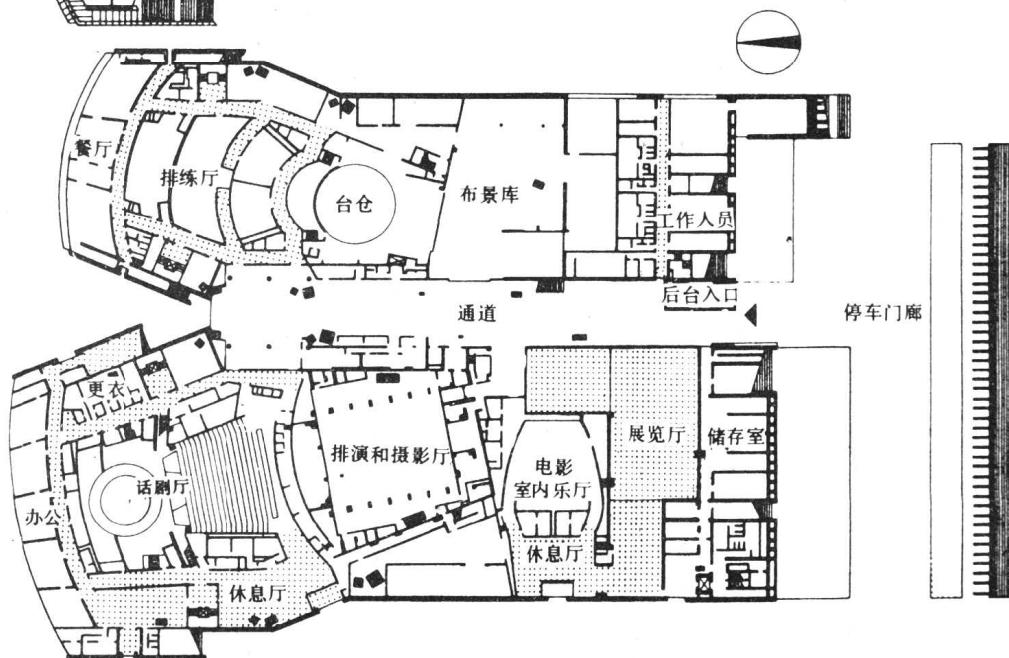 餐厅
排练厅
台仓
布景库
工作人员
后台入口
通道
停车门廊
更衣
话剧厅
办公
排演和摄影厅
电影
室内乐厅
展览厅
储存室
休息厅
休息厅